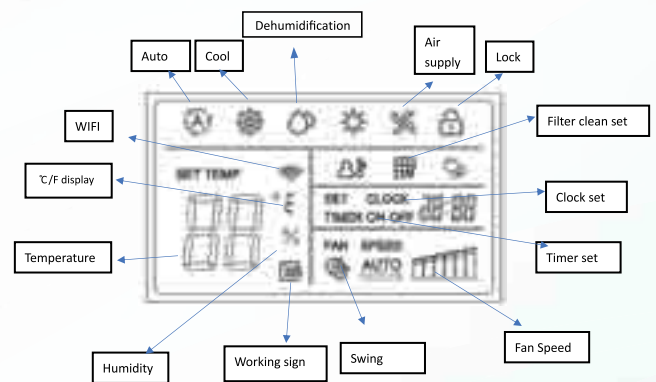 Dehumidification
Auto
Cool
Air
supply
Lock
WIFI
Filter clean set
SET TEMP
℃/F display
SET CLOCK
Clock set
TIMER ON OFF
Temperature
FAN SPEED
Timer set
AUTO
Humidity
Working sign
Swing
Fan Speed